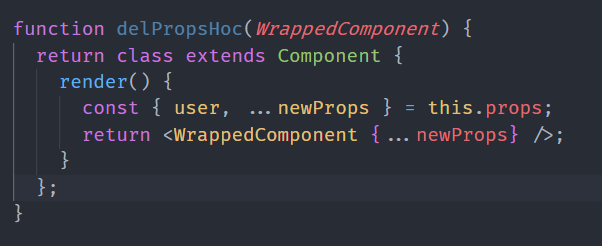 function delPropsHoc(WrappedComponent) {
  return class extends Component {
    render() {
      const { user, ...newProps } = this.props;
      return <WrappedComponent {...newProps} />;
    }
  };
}